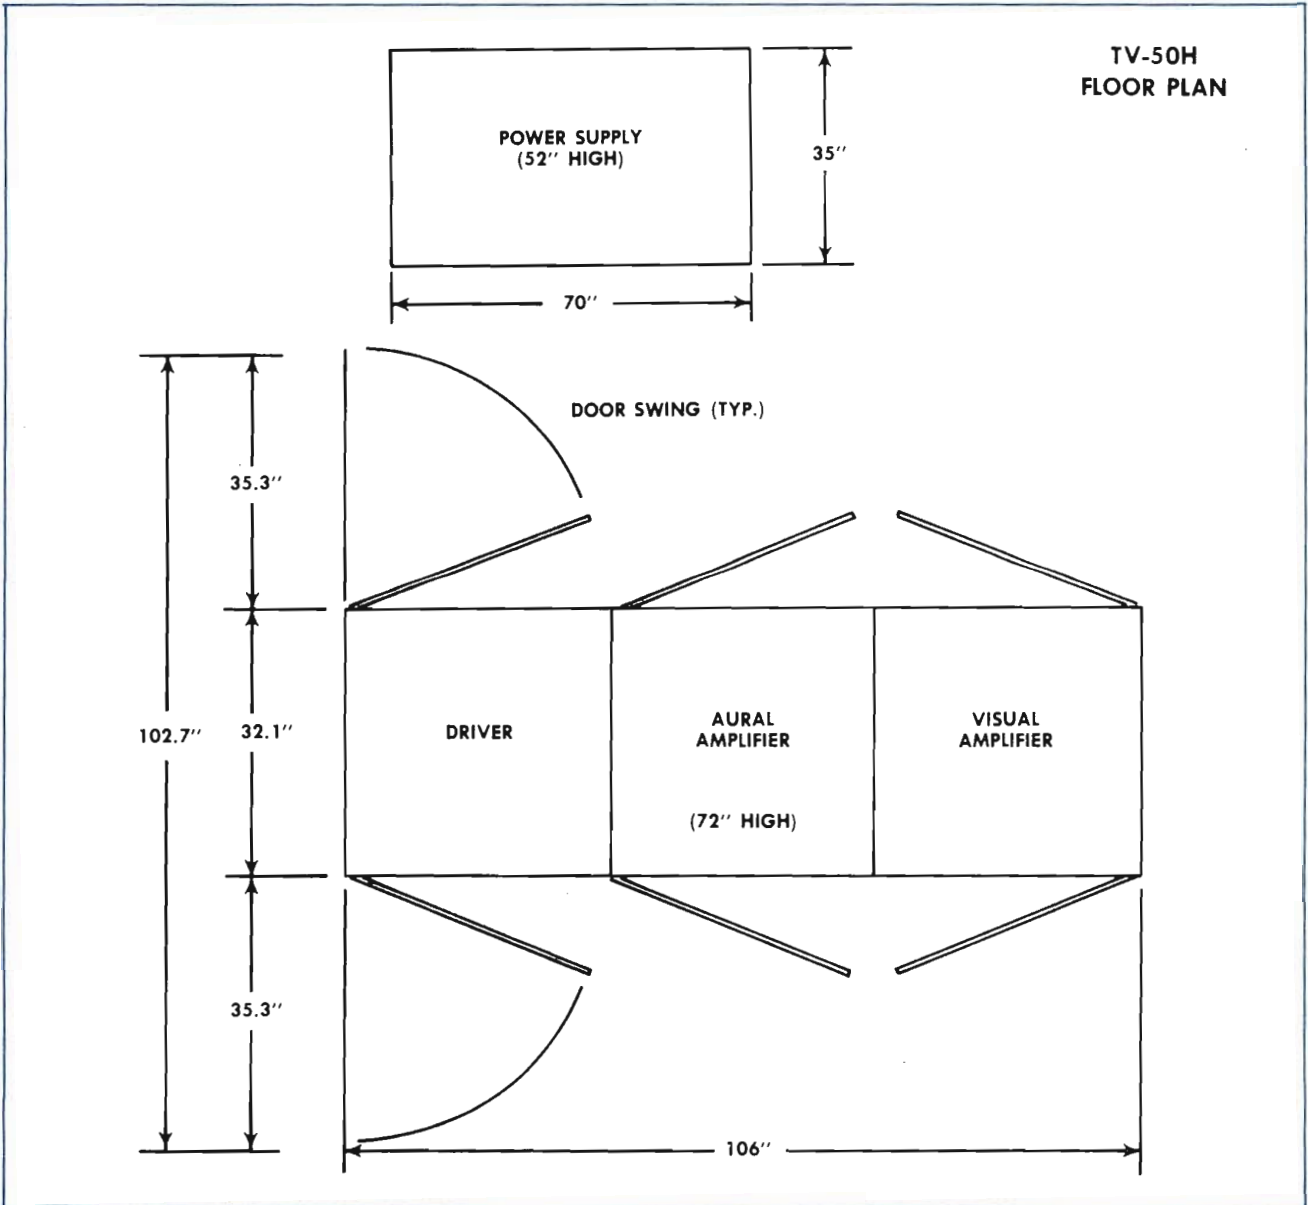 TV-50H
FLOOR PLAN
POWER SUPPLY
(52" HIGH)
35"
70"
DOOR SWING (TYP.)
35.3"
102.7"
32.1"
DRIVER
AURAL
AMPLIFIER
(72" HIGH)
VISUAL
AMPLIFIER
35.3"
106"